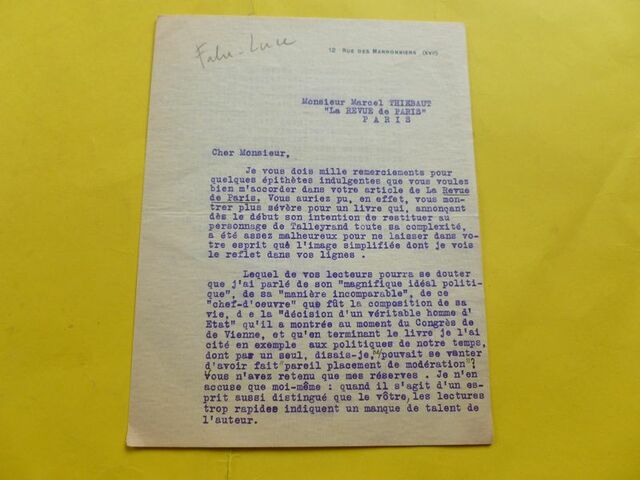 Fabre-Luce
12 RUE DES MARRONNIERS (XVIe)
Monsieur Marcel THIEBAUT
"La REVUE de PARIS"
P A R I S
Cher Monsieur,
Je vous dois mille remerciements pour
quelques épithètes indulgentes que vous voulez
bien m'accorder dans votre article de La Revue
de Paris. Vous auriez pu, en effet, vous mon-
trer plus sévère pour un livre qui, annonçant
dès le début son intention de restituer au
personnage de Talleyrand toute sa complexité,
a été assez malheureux pour ne laisser dans vo-
tre esprit que l'image simplifiée dont je vois
le reflet dans vos lignes .
Lequel de vos lecteurs pourra se douter
que j'ai parlé de son "magnifique idéal politi-
que", de sa "manière incomparable", de ce
"chef-d'oeuvre" que fût la composition de sa
vie, d e la "décision d'un véritable homme d'
Etat" qu'il a montrée au moment du Congrès de
de Vienne, et qu'en terminant le livre je l'ai
cité en exemple aux politiques de notre temps,
dont pas un seul, disais-je, pouvait se vanter
d'avoir fait "pareil placement de modération"?
Vous n'avez retenu que mes réserves . Je n'en
accuse que moi-même : quand il s'agit d'un es-
prit aussi distingué que le vôtre, les lectures
trop rapides indiquent un manque de talent de
l'auteur.